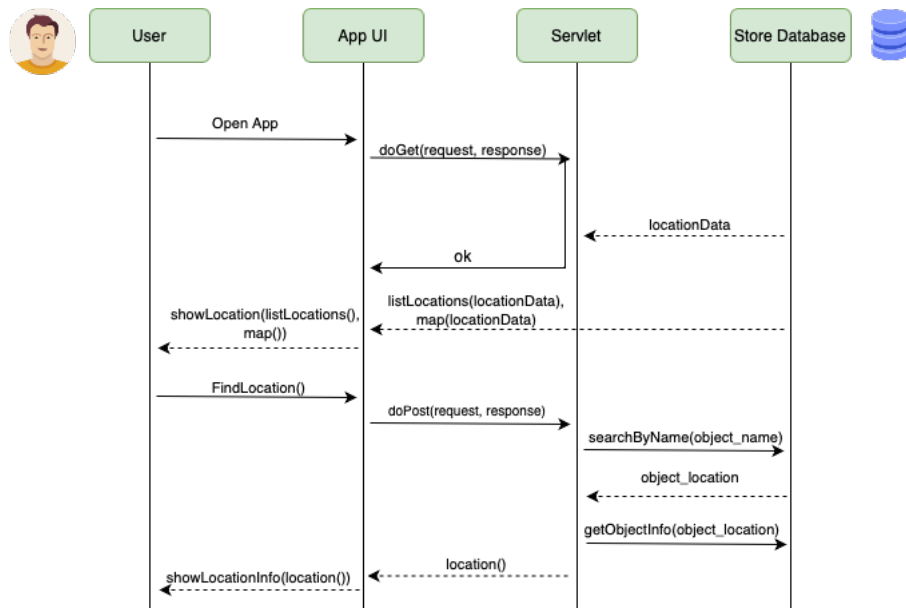 User
App UI
Servlet
Store Database
Open App
doGet(request, response)
locationData
ok
listLocations(locationData),
map(locationData)
showLocation(listLocations(),
map())
FindLocation()
doPost(request, response)
searchByName(object_name)
object_location
getObjectInfo(object_location)
location()
showLocationInfo(location())